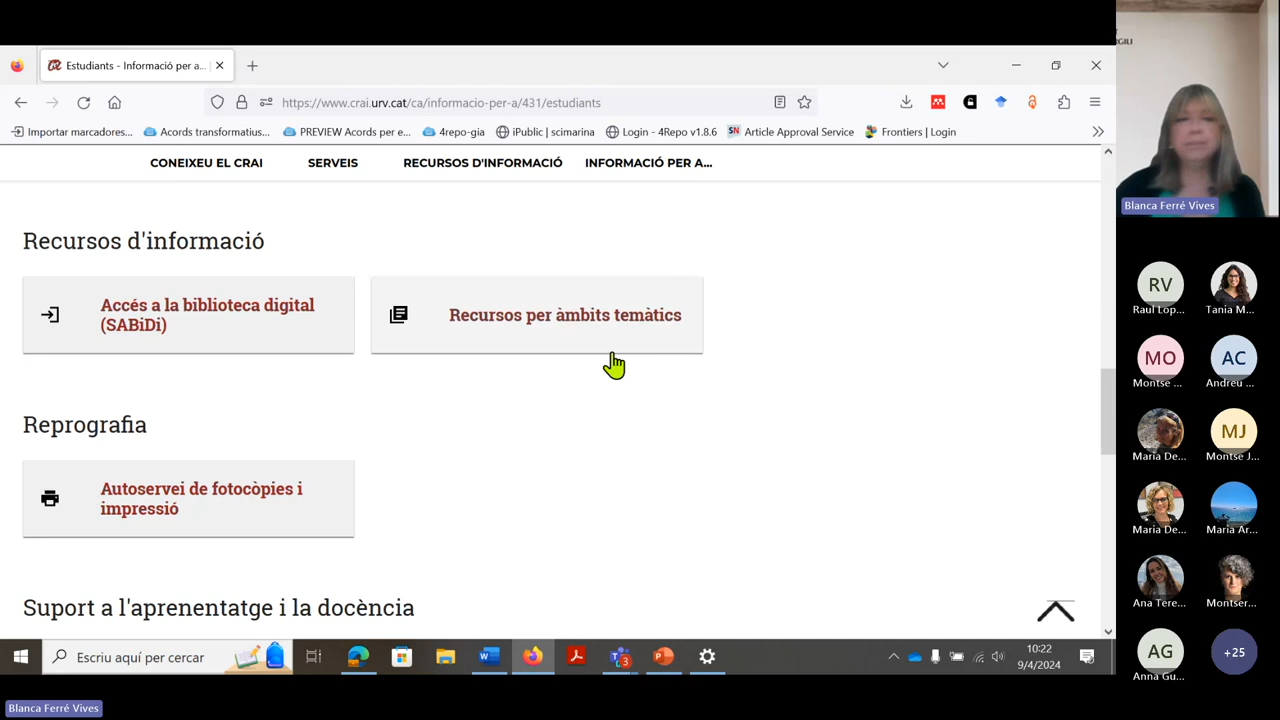 Estudiants - Informació per a...
https://www.crai.urv.cat/ca/informacio-per-a/431/estudiants
Importar marcadores...
Acords transformatius...
PREVIEW Acords per e...
4repo-gia
iPublic | scimarina
Login - 4Repo v1.8.6
SN Article Approval Service
Frontiers | Login
CONEIXEU EL CRAI
SERVEIS
RECURSOS D'INFORMACIÓ
INFORMACIÓ PER A...
Recursos d'informació
Accés a la biblioteca digital
(SABiDi)
Recursos per àmbits temàtics
Reprografia
Autoservei de fotocòpies i
impressió
Suport a l'aprenentatge i la docència
Escriu aquí per cercar
3
10:22
9/4/2024
Blanca Ferré Vives
GILI
Blanca Ferré Vives
RV
Raul Lop...
Tania M...
MO
Montse ...
AC
Andreu ...
Maria De...
MJ
Montse J...
Maria De...
Maria Ar...
Ana Tere...
Montser...
AG
Anna Gu...
+25